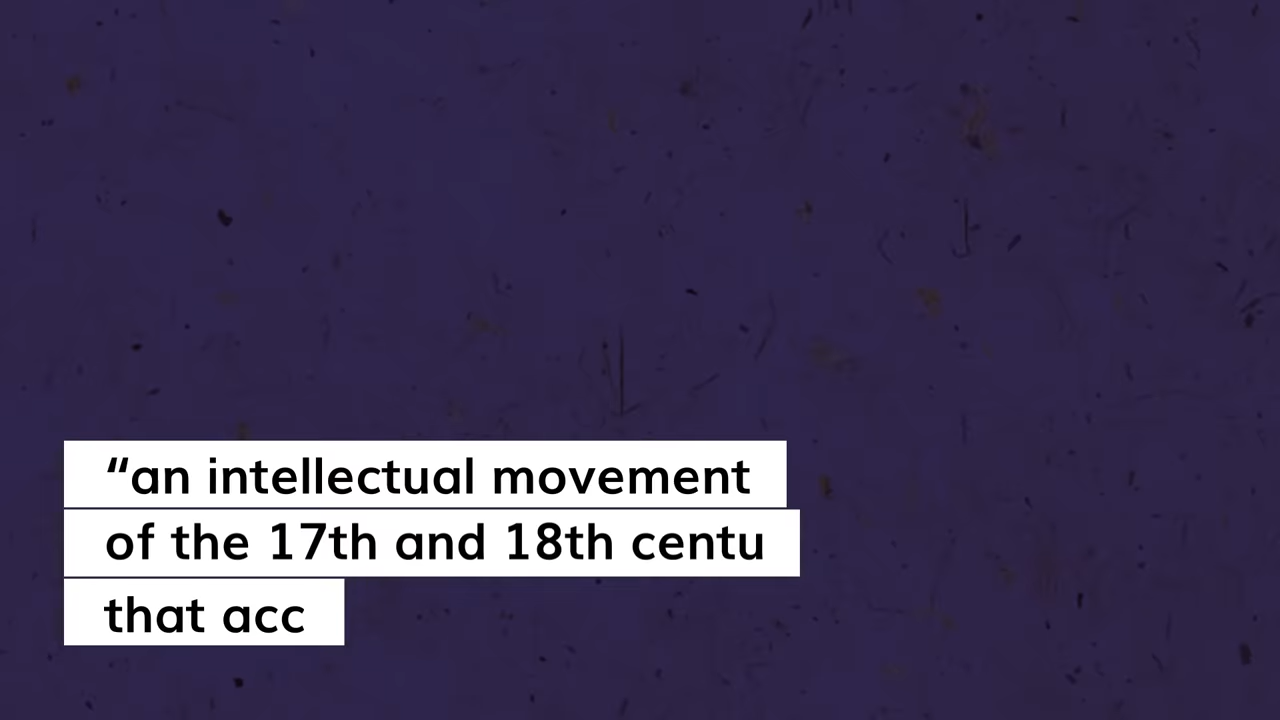 “an intellectual movement
of the 17th and 18th centu
that acc